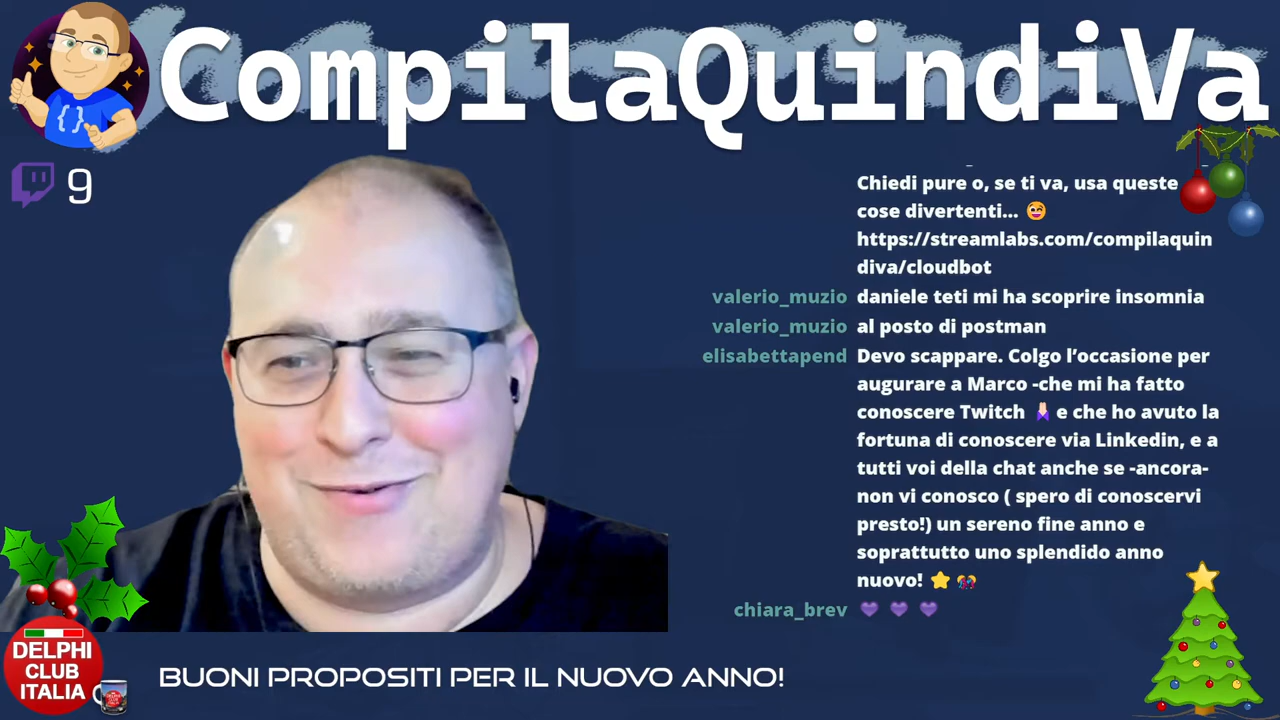 CompilaQuindiVa
{ }
9
Chiedi pure o, se ti va, usa queste
cose divertenti... 😄
https://streamlabs.com/compilaquin
diva/cloudbot
valerio_muzio daniele teti mi ha scoprire insomnia
valerio_muzio al posto di postman
elisabettapend Devo scappare. Colgo l’occasione per
augurare a Marco -che mi ha fatto
conoscere Twitch 🙏 e che ho avuto la
fortuna di conoscere via Linkedin, e a
tutti voi della chat anche se -ancora-
non vi conosco ( spero di conoscervi
presto!) un sereno fine anno e
soprattutto uno splendido anno
nuovo! ⭐ 🎊
chiara_brev 💜 💜 💜
DELPHI
CLUB
ITALIA
BUONI PROPOSITI PER IL NUOVO ANNO!